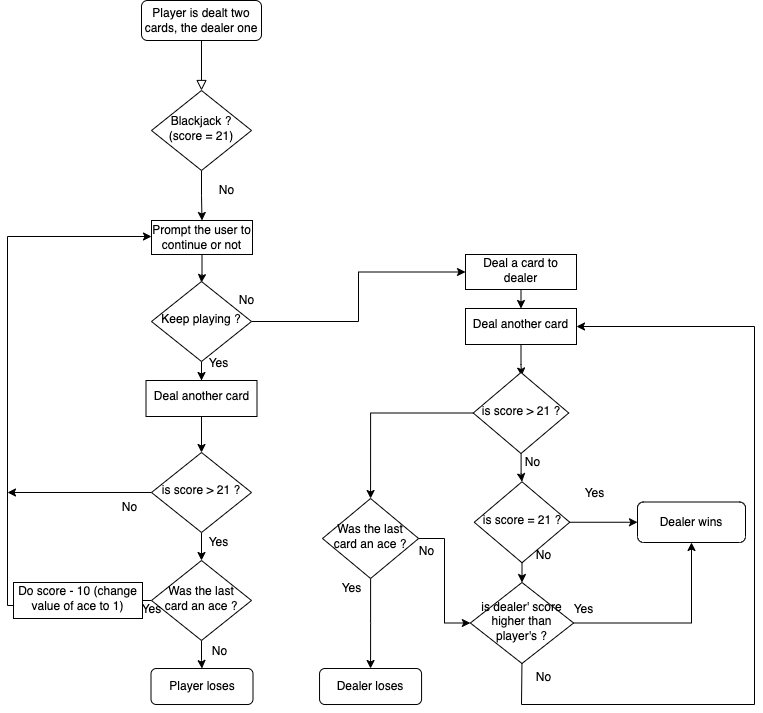 Player is dealt two
cards, the dealer one
Blackjack ?
(score = 21)
No
Prompt the user to
continue or not
Keep playing ?
No
Yes
Deal another card
is score > 21 ?
No
Yes
Was the last
card an ace ?
Yes
Do score - 10 (change
value of ace to 1)
No
Player loses
Deal a card to
dealer
Deal another card
is score > 21 ?
No
is score = 21 ?
Yes
Dealer wins
No
Was the last
card an ace ?
No
Yes
is dealer' score
higher than
player's ?
Yes
No
Dealer loses